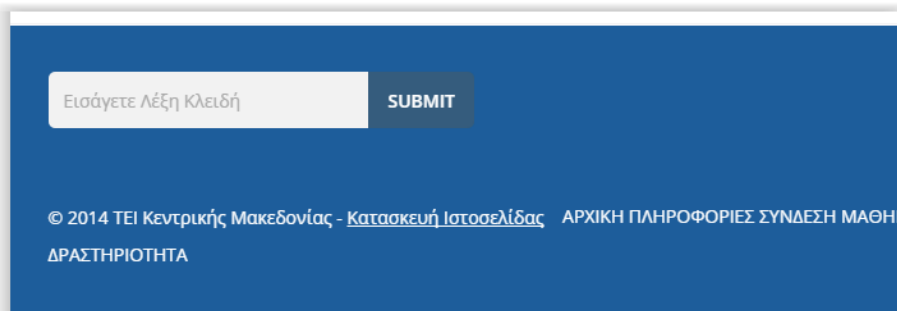 Εισάγετε Λέξη Κλειδή SUBMIT
© 2014 ΤΕΙ Κεντρικής Μακεδονίας - Κατασκευή Ιστοσελίδας ΑΡΧΙΚΗ ΠΛΗΡΟΦΟΡΙΕΣ ΣΥΝΔΕΣΗ
ΔΡΑΣΤΗΡΙΟΤΗΤΑ